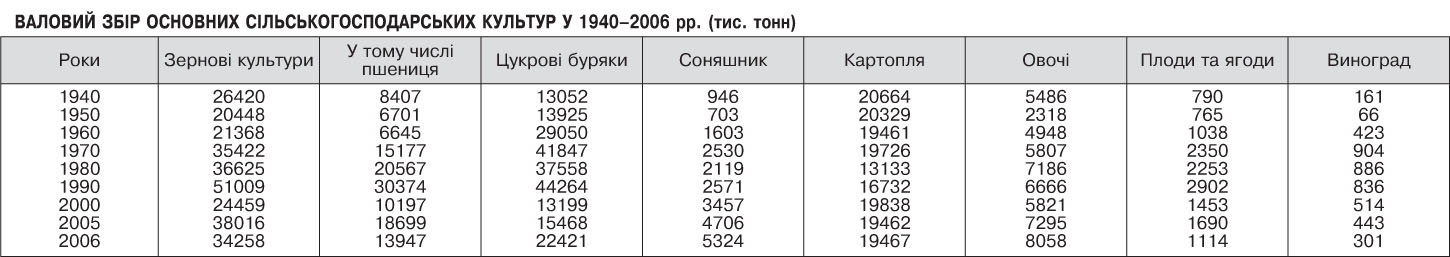 ВАЛОВИЙ ЗБІР ОСНОВНИХ СІЛЬСЬКОГОСПОДАРСЬКИХ КУЛЬТУР У 1940–2006 рр. (тис. тонн)
Роки Зернові культури У тому числі пшениця Цукрові буряки Соняшник Картопля Овочі Плоди та ягоди Виноград
1940 26420 8407 13052 946 20664 5486 790 161
1950 20448 6701 13925 703 20329 2318 765 66
1960 21368 6645 29050 1603 19461 4948 1038 423
1970 35422 15177 41847 2530 19726 5807 2350 904
1980 36625 20567 37558 2119 13133 7186 2253 886
1990 51009 30374 44264 2571 16732 6666 2902 836
2000 24459 10197 13199 3457 19838 5821 1453 514
2005 38016 18699 15468 4706 19462 7295 1690 443
2006 34258 13947 22421 5324 19467 8058 1114 301